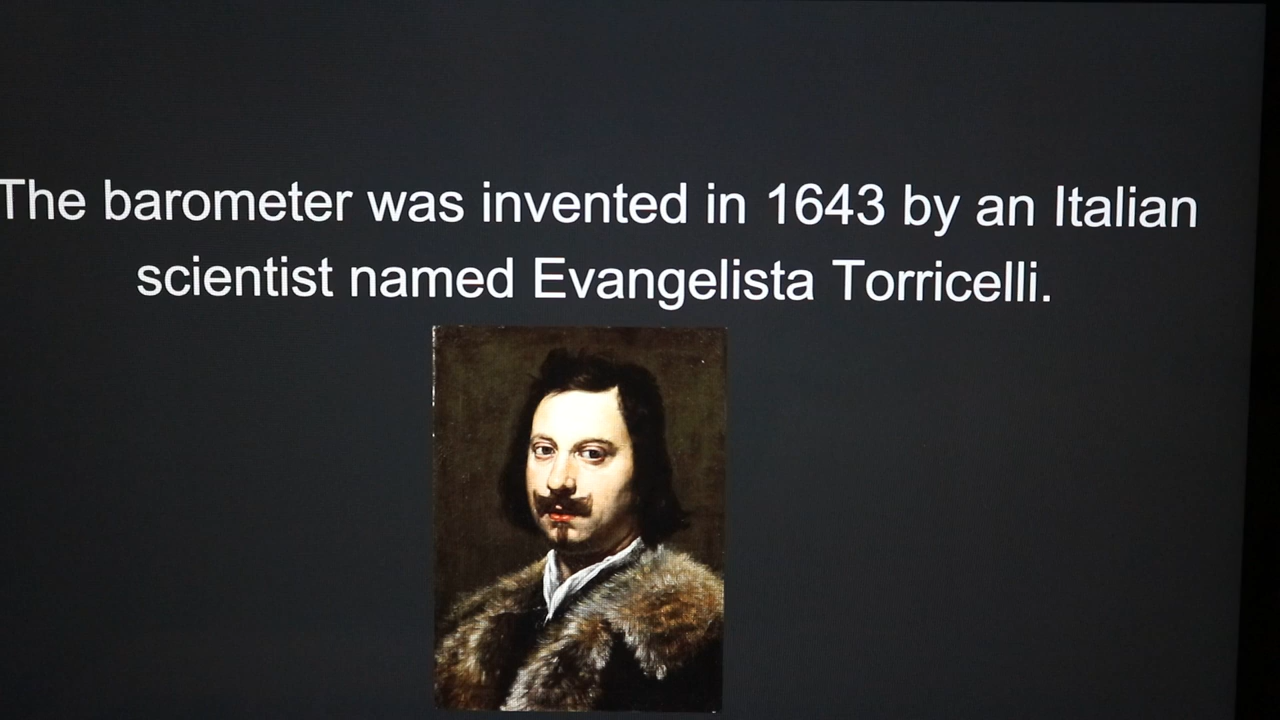 The barometer was invented in 1643 by an Italian
scientist named Evangelista Torricelli.